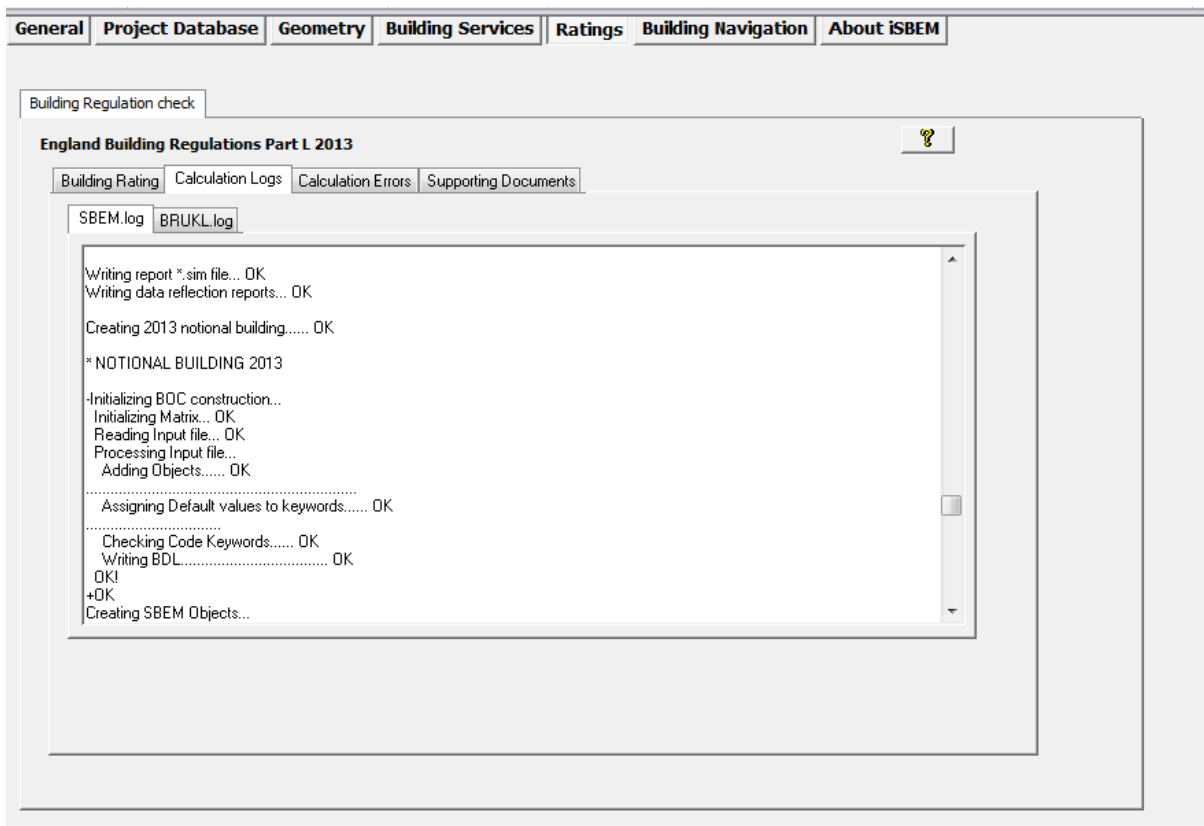 General Project Database Geometry Building Services Ratings Building Navigation About iSBEM
Building Regulation check
England Building Regulations Part L 2013
?
Building Rating Calculation Logs Calculation Errors Supporting Documents
SBEM.log BRUKL.log
Writing report *.sim file... OK
Writing data reflection reports... OK
Creating 2013 notional building...... OK
* NOTIONAL BUILDING 2013
-Initializing BOC construction...
Initializing Matrix... OK
Reading Input file... OK
Processing Input file...
Adding Objects...... OK
..................................................................
Assigning Default values to keywords...... OK
.................................
Checking Code Keywords...... OK
Writing BDL.................................... OK
OK!
+OK
Creating SBEM Objects...